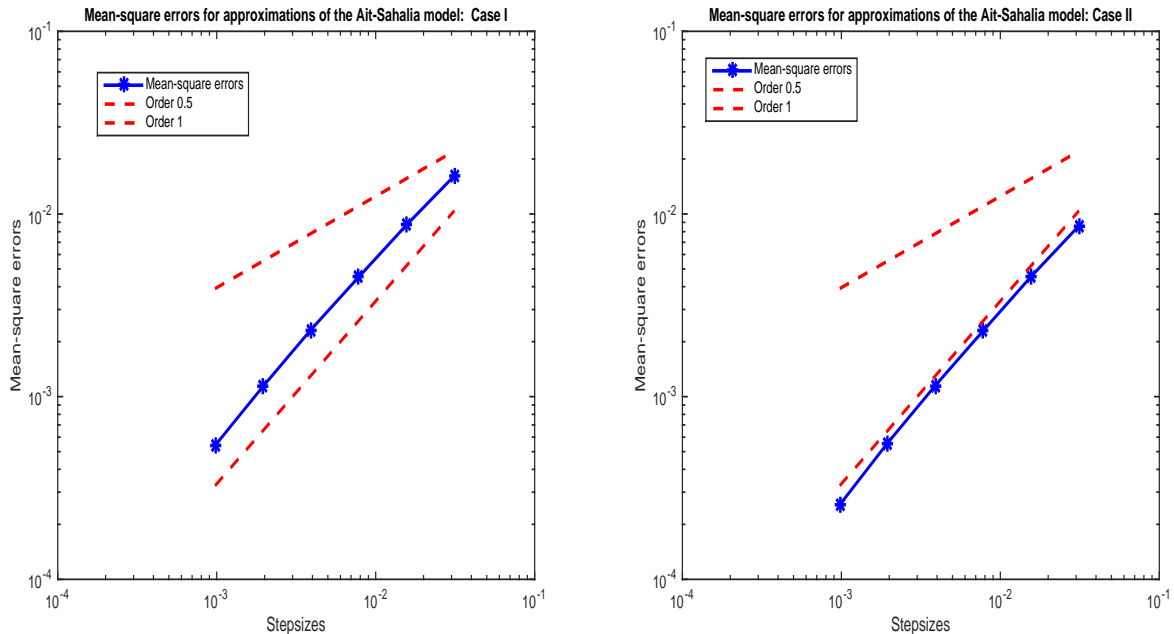 Mean-square errors for approximations of the Ait-Sahalia model:  Case I
Mean-square errors
Order 0.5
Order 1
10^-1
10^-2
10^-3
10^-4
Mean-square errors
10^-4
10^-3
10^-2
10^-1
Stepsizes
Mean-square errors for approximations of the Ait-Sahalia model: Case II
Mean-square errors
Order 0.5
Order 1
10^-1
10^-2
10^-3
10^-4
Mean-square errors
10^-4
10^-3
10^-2
10^-1
Stepsizes